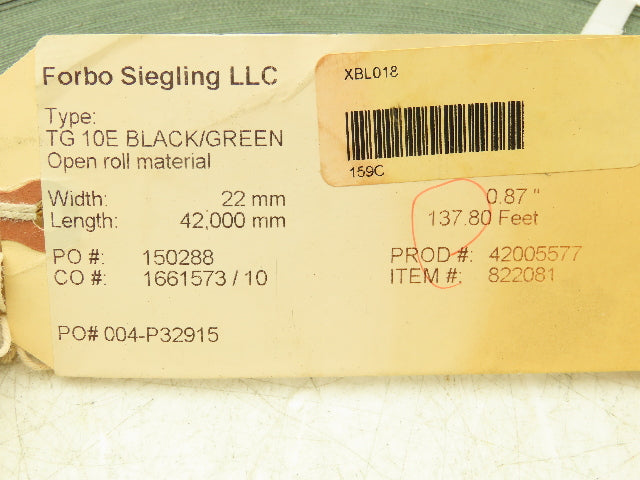 Forbo Siegling LLC
XBL018
159C
Type:
TG 10E BLACK/GREEN
Open roll material
Width: 22 mm 0.87 "
Length: 42,000 mm 137.80 Feet
PO #: 150288 PROD #: 42005577
CO #: 1661573 / 10 ITEM #: 822081
PO# 004-P32915